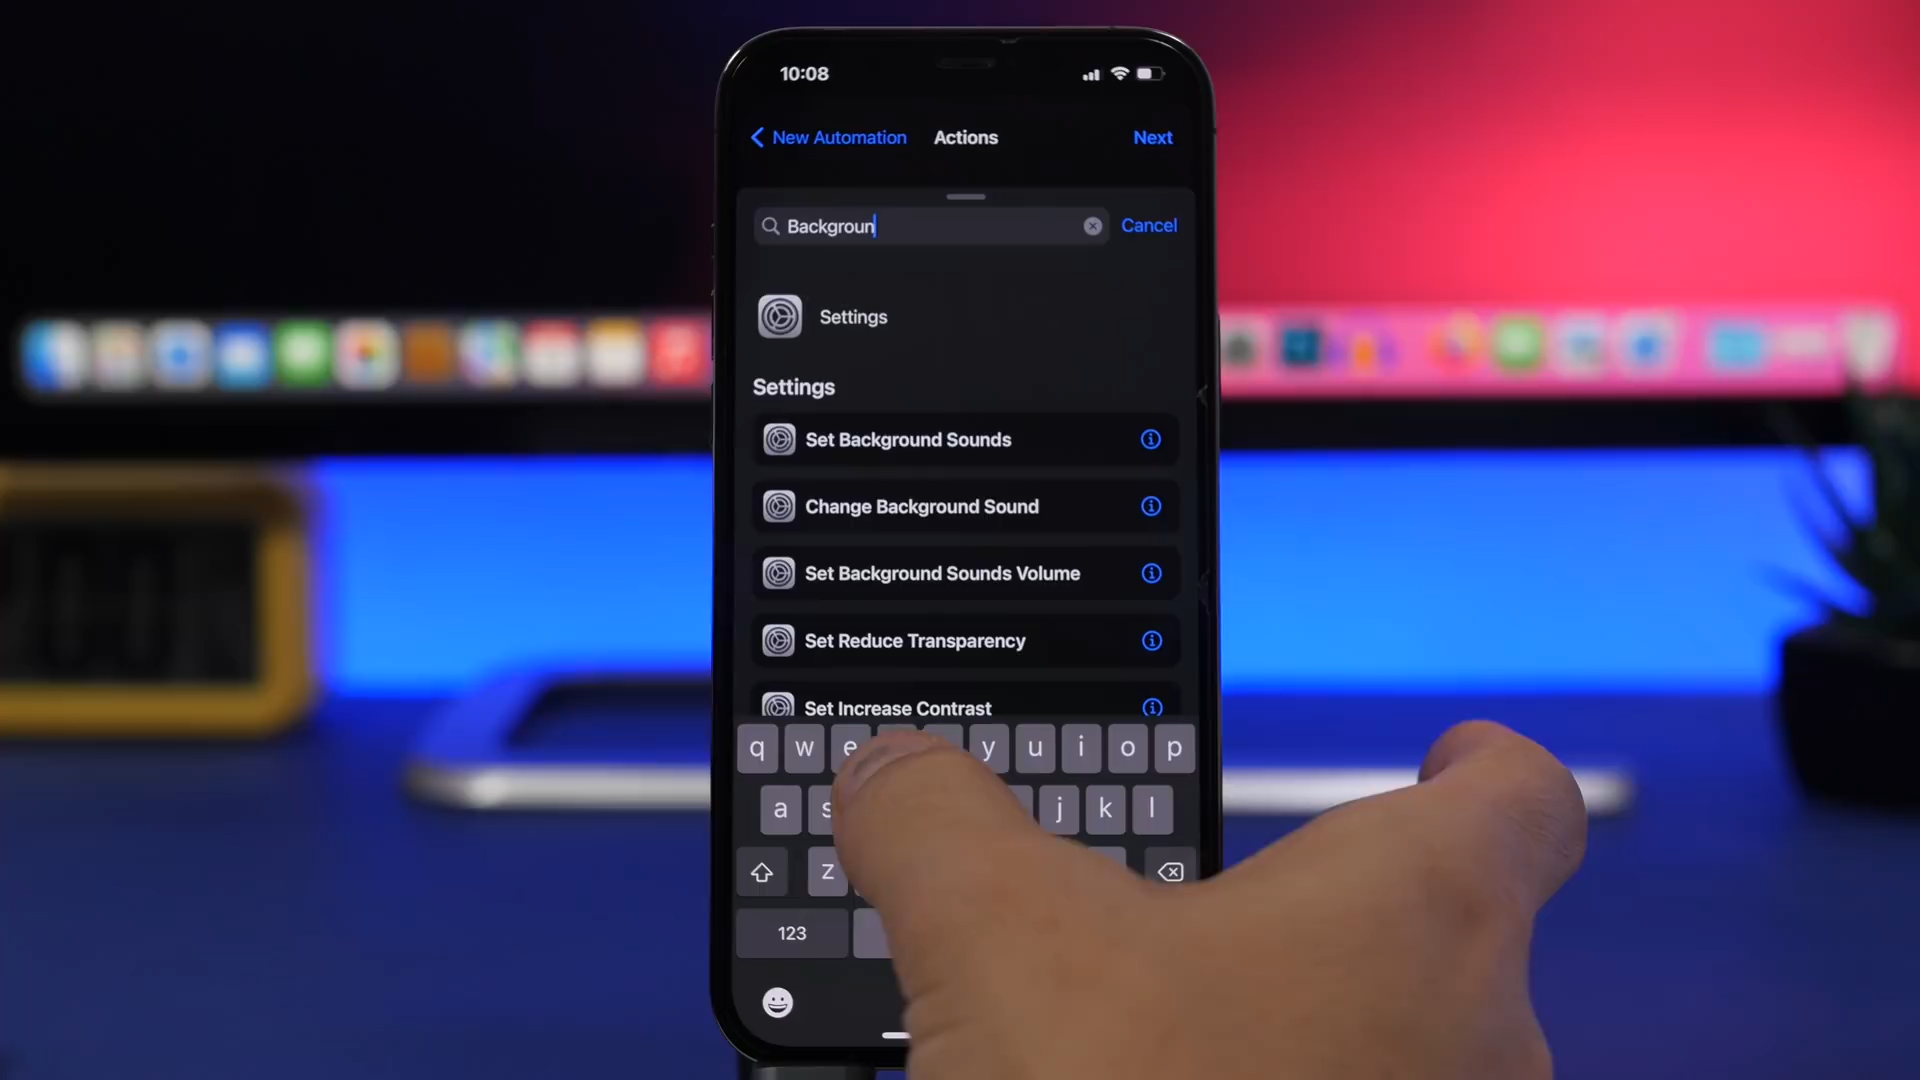 10:08
New Automation Actions Next
Backgroun Cancel
Settings
Settings
Set Background Sounds
Change Background Sound
Set Background Sounds Volume
Set Reduce Transparency
Set Increase Contrast
q w e y u i o p
a s j k l
z
123